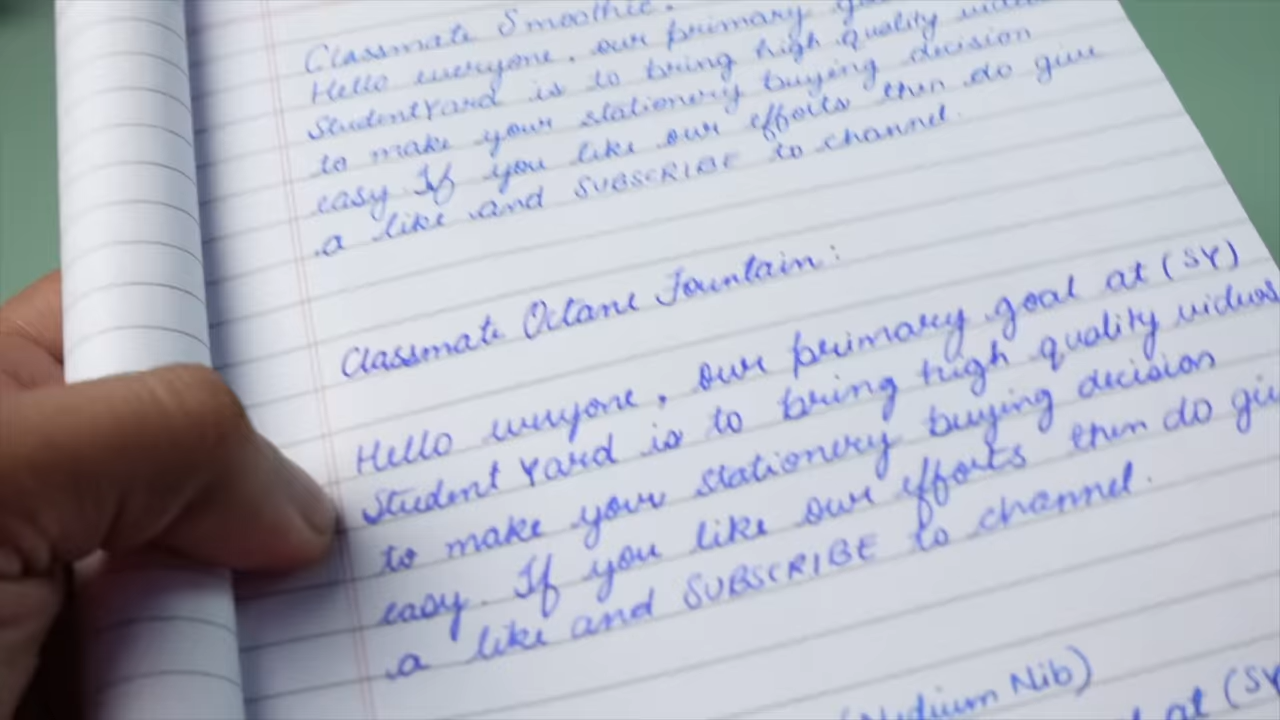 Classmate Smoothie.
Hello everyone, our primary
StudentYard is to bring high quality
to make your stationery buying decision
easy If you like our efforts then do give
a like and SUBSCRIBE to channel.
Classmate Octane Fountain:
Hello everyone, our primary goal at (SY)
Student Yard is to bring high quality videos
to make your stationery buying decision
easy. If you like our efforts then do gi
a like and SUBSCRIBE to channel.
Medium Nib)
at (SY